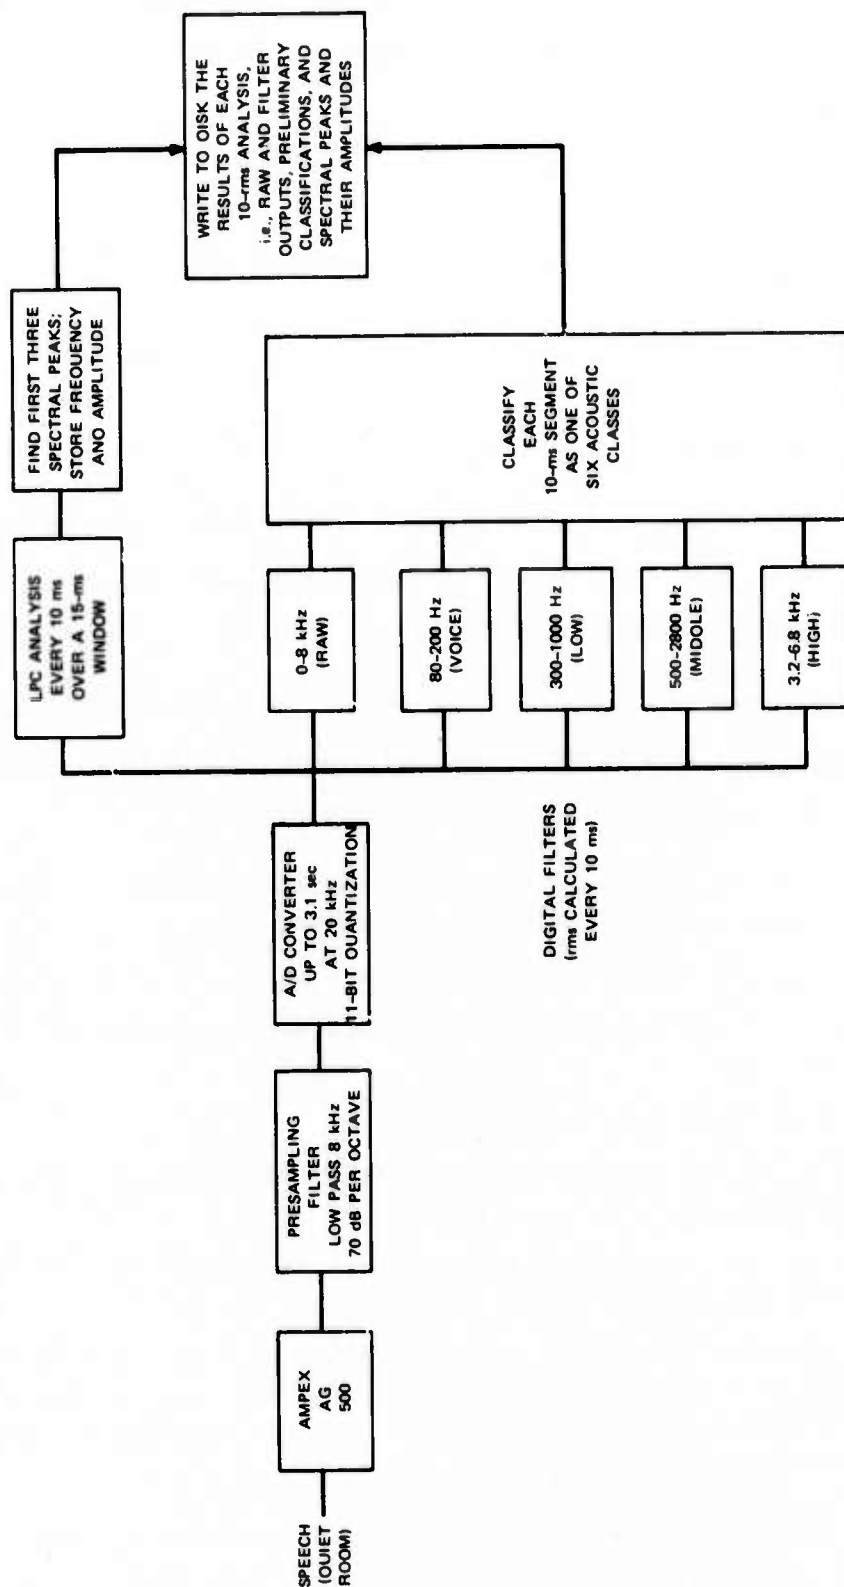 SPEECH
(QUIET
ROOM)
AMPEX
AG
500
PRESAMPLING
FILTER
LOW PASS 8 kHz
70 dB PER OCTAVE
A/D CONVERTER
UP TO 3.1 sec
AT 20 kHz
11-BIT QUANTIZATION
LPC ANALYSIS
EVERY 10 ms
OVER A 15-ms
WINDOW
FIND FIRST THREE
SPECTRAL PEAKS;
STORE FREQUENCY
ANO AMPLITUDE
DIGITAL FILTERS
(rms CALCULATED
EVERY 10 ms)
0-8 kHz
(RAW)
80-200 Hz
(VOICE)
300-1000 Hz
(LOW)
500-2800 Hz
(MIDOLE)
3.2-6.8 kHz
(HIGH)
CLASSIFY
EACH
10-ms SEGMENT
AS ONE OF
SIX ACOUSTIC
CLASSES
WRITE TO OISK THE
RESULTS OF EACH
10-rms ANALYSIS,
i.e., RAW AND FILTER
OUTPUTS, PRELIMINARY
CLASSIFICATIONS, AND
SPECTRAL PEAKS AND
THEIR AMPLITUDES